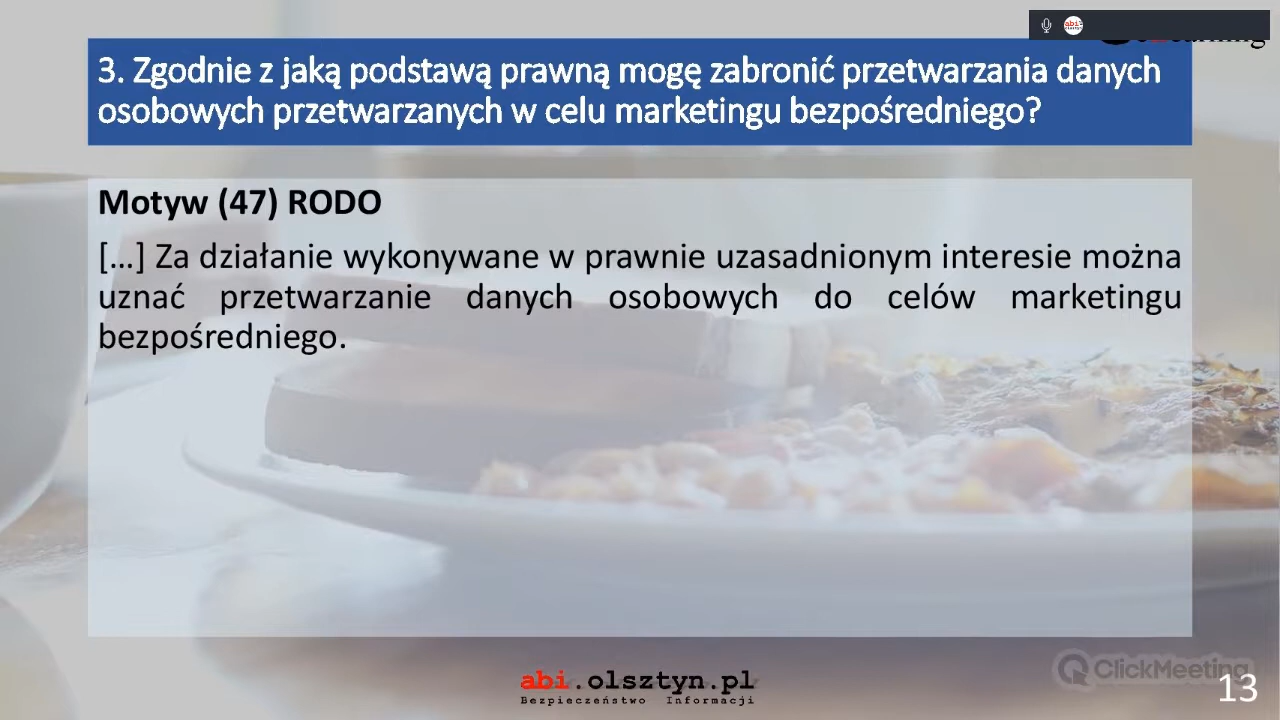 3. Zgodnie z jaką podstawą prawną mogę zabronić przetwarzania danych
osobowych przetwarzanych w celu marketingu bezpośredniego?
Motyw (47) RODO
[...] Za działanie wykonywane w prawnie uzasadnionym interesie można
uznać przetwarzanie danych osobowych do celów marketingu
bezpośredniego.
abi.olsztyn.pl
Bezpieczeństwo Informacji
ClickMeeting
13